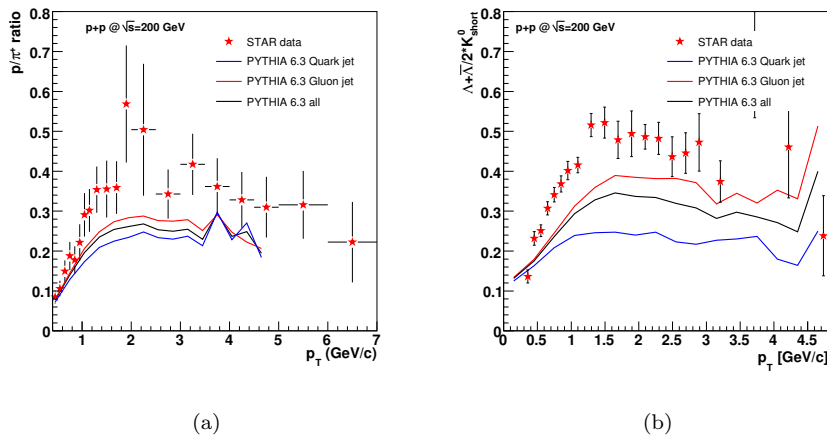 p/π⁺ ratio
0.8
0.7
0.6
0.5
0.4
0.3
0.2
0.1
0
p+p @ √s=200 GeV
STAR data
PYTHIA 6.3 Quark jet
PYTHIA 6.3 Gluon jet
PYTHIA 6.3 all
1 2 3 4 5 6 7
p_T (GeV/c)
(a)
Λ+Λ̅/2*K⁰_short
0.8
0.7
0.6
0.5
0.4
0.3
0.2
0.1
0
p+p @ √s=200 GeV
STAR data
PYTHIA 6.3 Quark jet
PYTHIA 6.3 Gluon jet
PYTHIA 6.3 all
0.5 1 1.5 2 2.5 3 3.5 4 4.5
p_T [GeV/c]
(b)